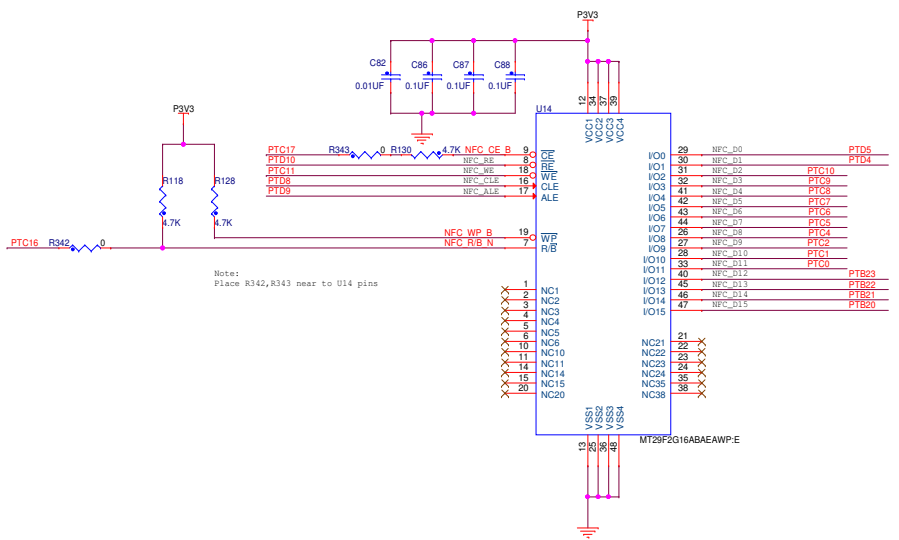 P3V3
C82
C86
C87
C88
0.01UF
0.1UF
0.1UF
0.1UF
12
34
37
39
U14
VCC1
VCC2
VCC3
VCC4
P3V3
R118
4.7K
R128
4.7K
PTC17 R343 0 R130 4.7K NFC_CE_B 9 CE
PTD10 NFC_RE 8 RE
PTC11 NFC_WE 18 WE
PTD8 NFC_CLE 16 CLE
PTD9 NFC_ALE 17 ALE
NFC_WP_B 19 WP
PTC16 R342 0 NFC_R/B_N 7 R/B
Note:
Place R342,R343 near to U14 pins
I/O0 29 NFC_D0 PTD5
I/O1 30 NFC_D1 PTD4
I/O2 31 NFC_D2 PTC10
I/O3 32 NFC_D3 PTC9
I/O4 41 NFC_D4 PTC8
I/O5 42 NFC_D5 PTC7
I/O6 43 NFC_D6 PTC6
I/O7 44 NFC_D7 PTC5
I/O8 26 NFC_D8 PTC4
I/O9 27 NFC_D9 PTC2
I/O10 28 NFC_D10 PTC1
I/O11 33 NFC_D11 PTC0
I/O12 40 NFC_D12 PTB23
I/O13 45 NFC_D13 PTB22
I/O14 46 NFC_D14 PTB21
I/O15 47 NFC_D15 PTB20
1 NC1
2 NC2
3 NC3
4 NC4
5 NC5
6 NC6
10 NC10
11 NC11
14 NC14
15 NC15
20 NC20
NC21 21
NC22 22
NC23 23
NC24 24
NC35 35
NC38 38
VSS1
VSS2
VSS3
VSS4
13
25
36
48
MT29F2G16ABAEAWP:E